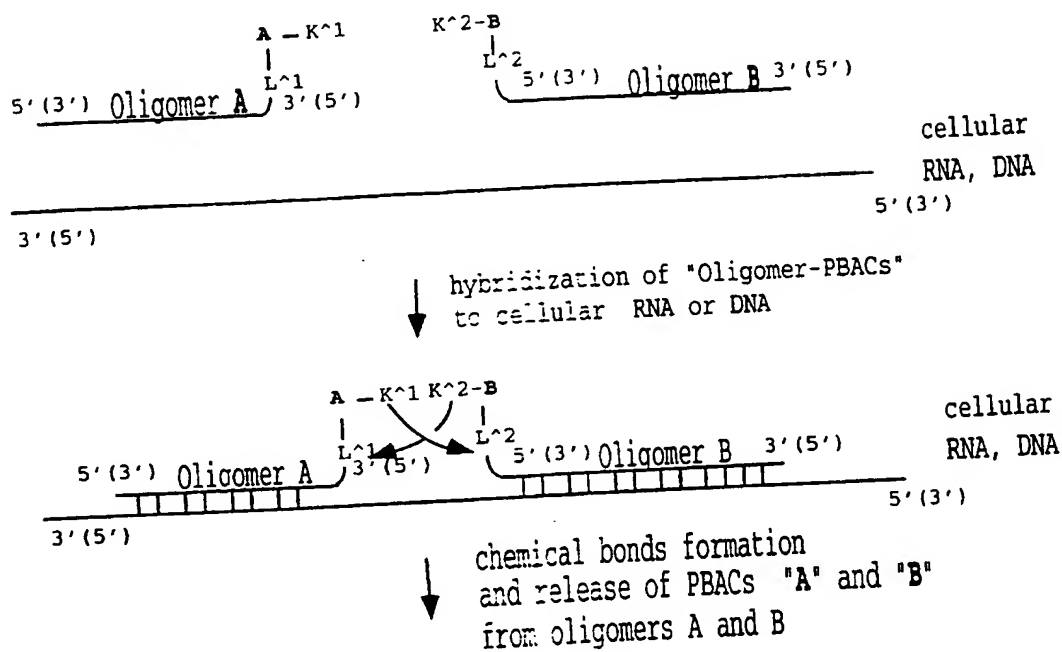 A – K^1
K^2-B
L^1
L^2
5'(3') Oligomer A 3'(5')
5'(3') Oligomer B 3'(5')
cellular
RNA, DNA
3'(5')
5'(3')
hybridization of "Oligomer-PBACs"
to cellular RNA or DNA
A – K^1 K^2-B
L^1
L^2
5'(3') Oligomer A 3'(5')
5'(3') Oligomer B 3'(5')
cellular
RNA, DNA
3'(5')
5'(3')
chemical bonds formation
and release of PBACs "A" and "B"
from oligomers A and B